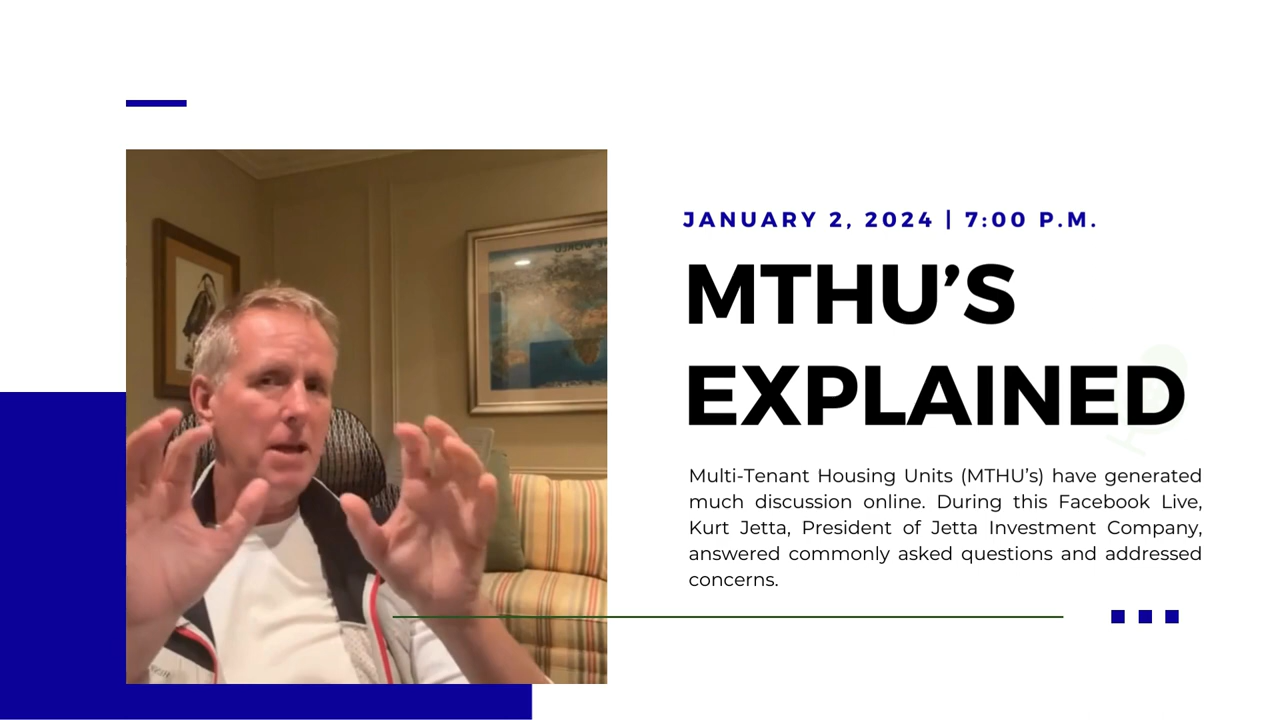 JANUARY 2, 2024 | 7:00 P.M.
MTHU’S
EXPLAINED
Multi-Tenant Housing Units (MTHU’s) have generated
much discussion online. During this Facebook Live,
Kurt Jetta, President of Jetta Investment Company,
answered commonly asked questions and addressed
concerns.